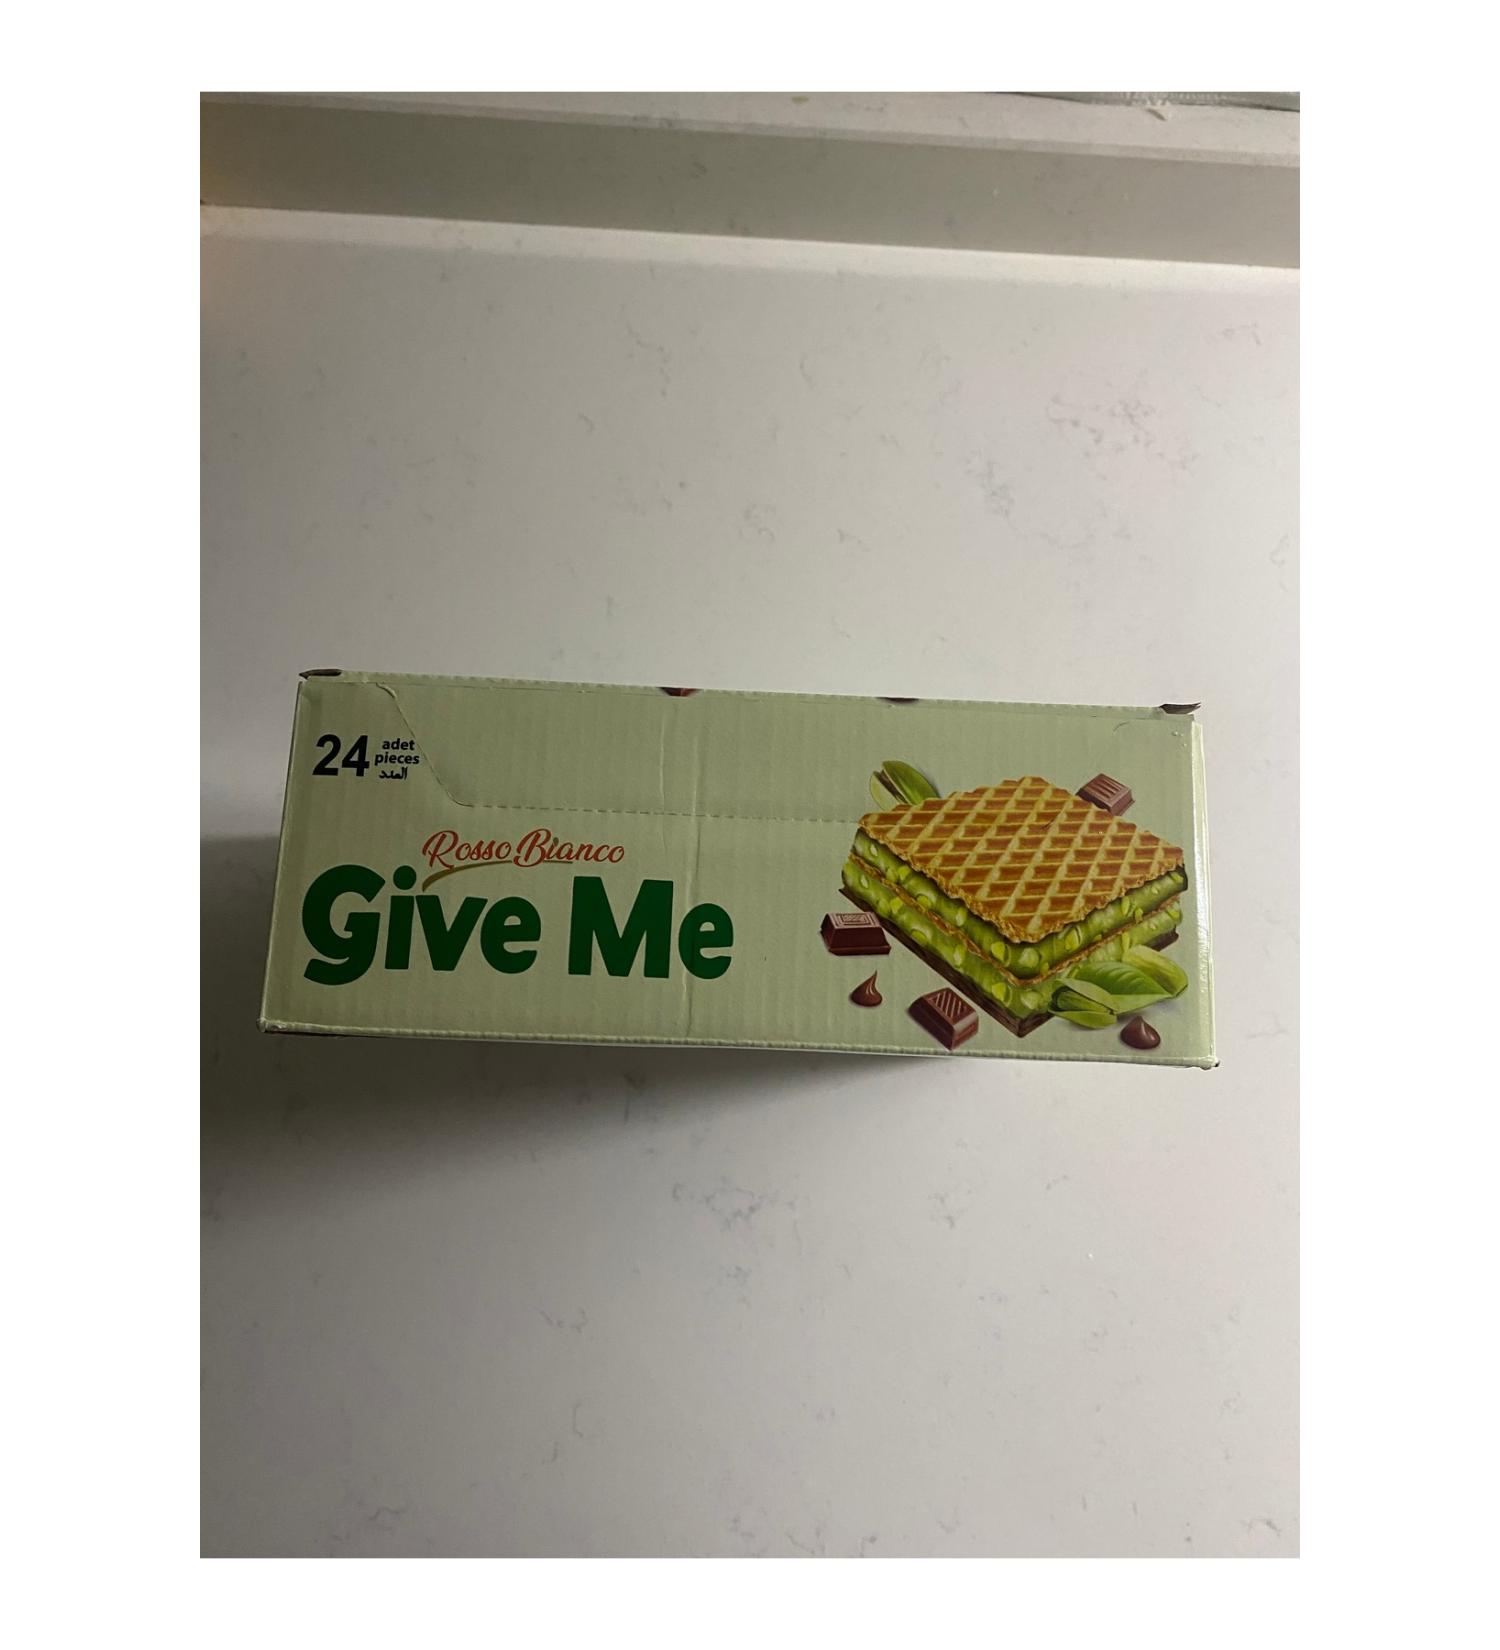 24
adet
pieces
العدد
Rosso Bianco
Give Me